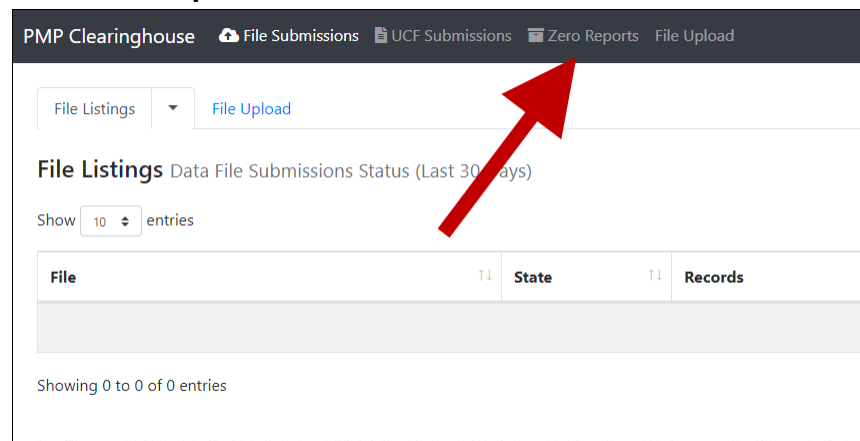 PMP Clearinghouse File Submissions UCF Submissions Zero Reports File Upload
File Listings File Upload
File Listings Data File Submissions Status (Last 30 Days)
Show 10 entries
File State Records
Showing 0 to 0 of 0 entries